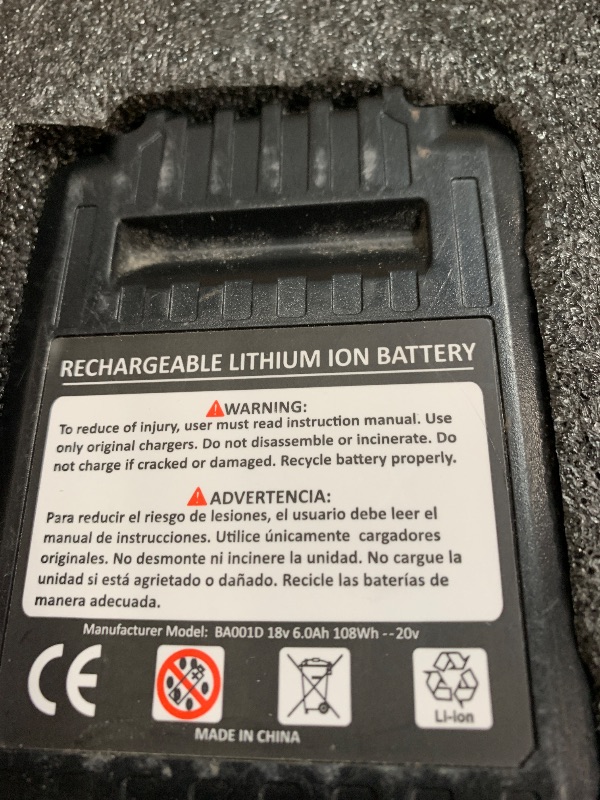 RECHARGEABLE LITHIUM ION BATTERY
WARNING:
To reduce of injury, user must read instruction manual. Use
only original chargers. Do not disassemble or incinerate. Do
not charge if cracked or damaged. Recycle battery properly.
ADVERTENCIA:
Para reducir el riesgo de lesiones, el usuario debe leer el
manual de instrucciones. Utilice únicamente cargadores
originales. No desmonte ni incinere la unidad. No cargue la
unidad si está agrietado o dañado. Recicle las baterías de
manera adecuada.
Manufacturer Model: BA001D 18v 6.0Ah 108Wh --20v
CE
Li-ion
MADE IN CHINA